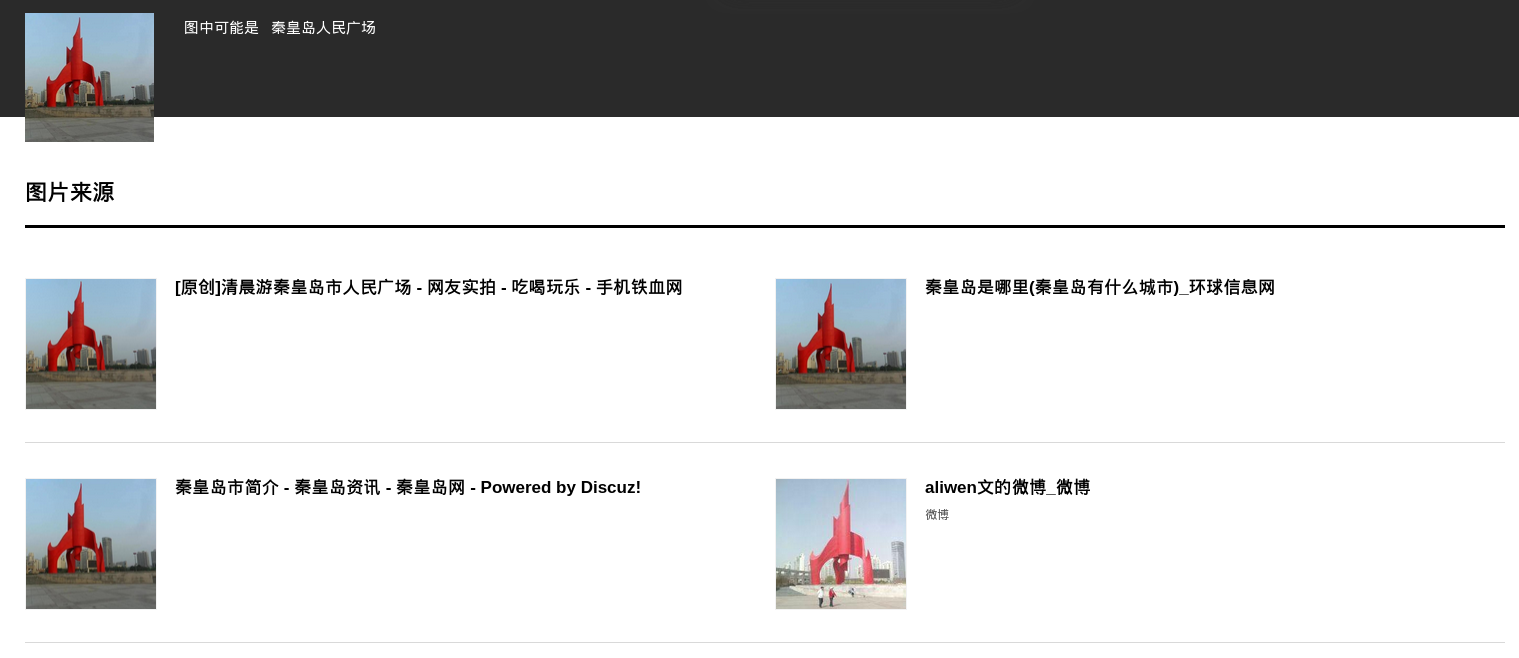 图中可能是 秦皇岛人民广场
图片来源
[原创]清晨游秦皇岛市人民广场 - 网友实拍 - 吃喝玩乐 - 手机铁血网
秦皇岛是哪里(秦皇岛有什么城市)_环球信息网
秦皇岛市简介 - 秦皇岛资讯 - 秦皇岛网 - Powered by Discuz!
aliwen文的微博_微博
微博